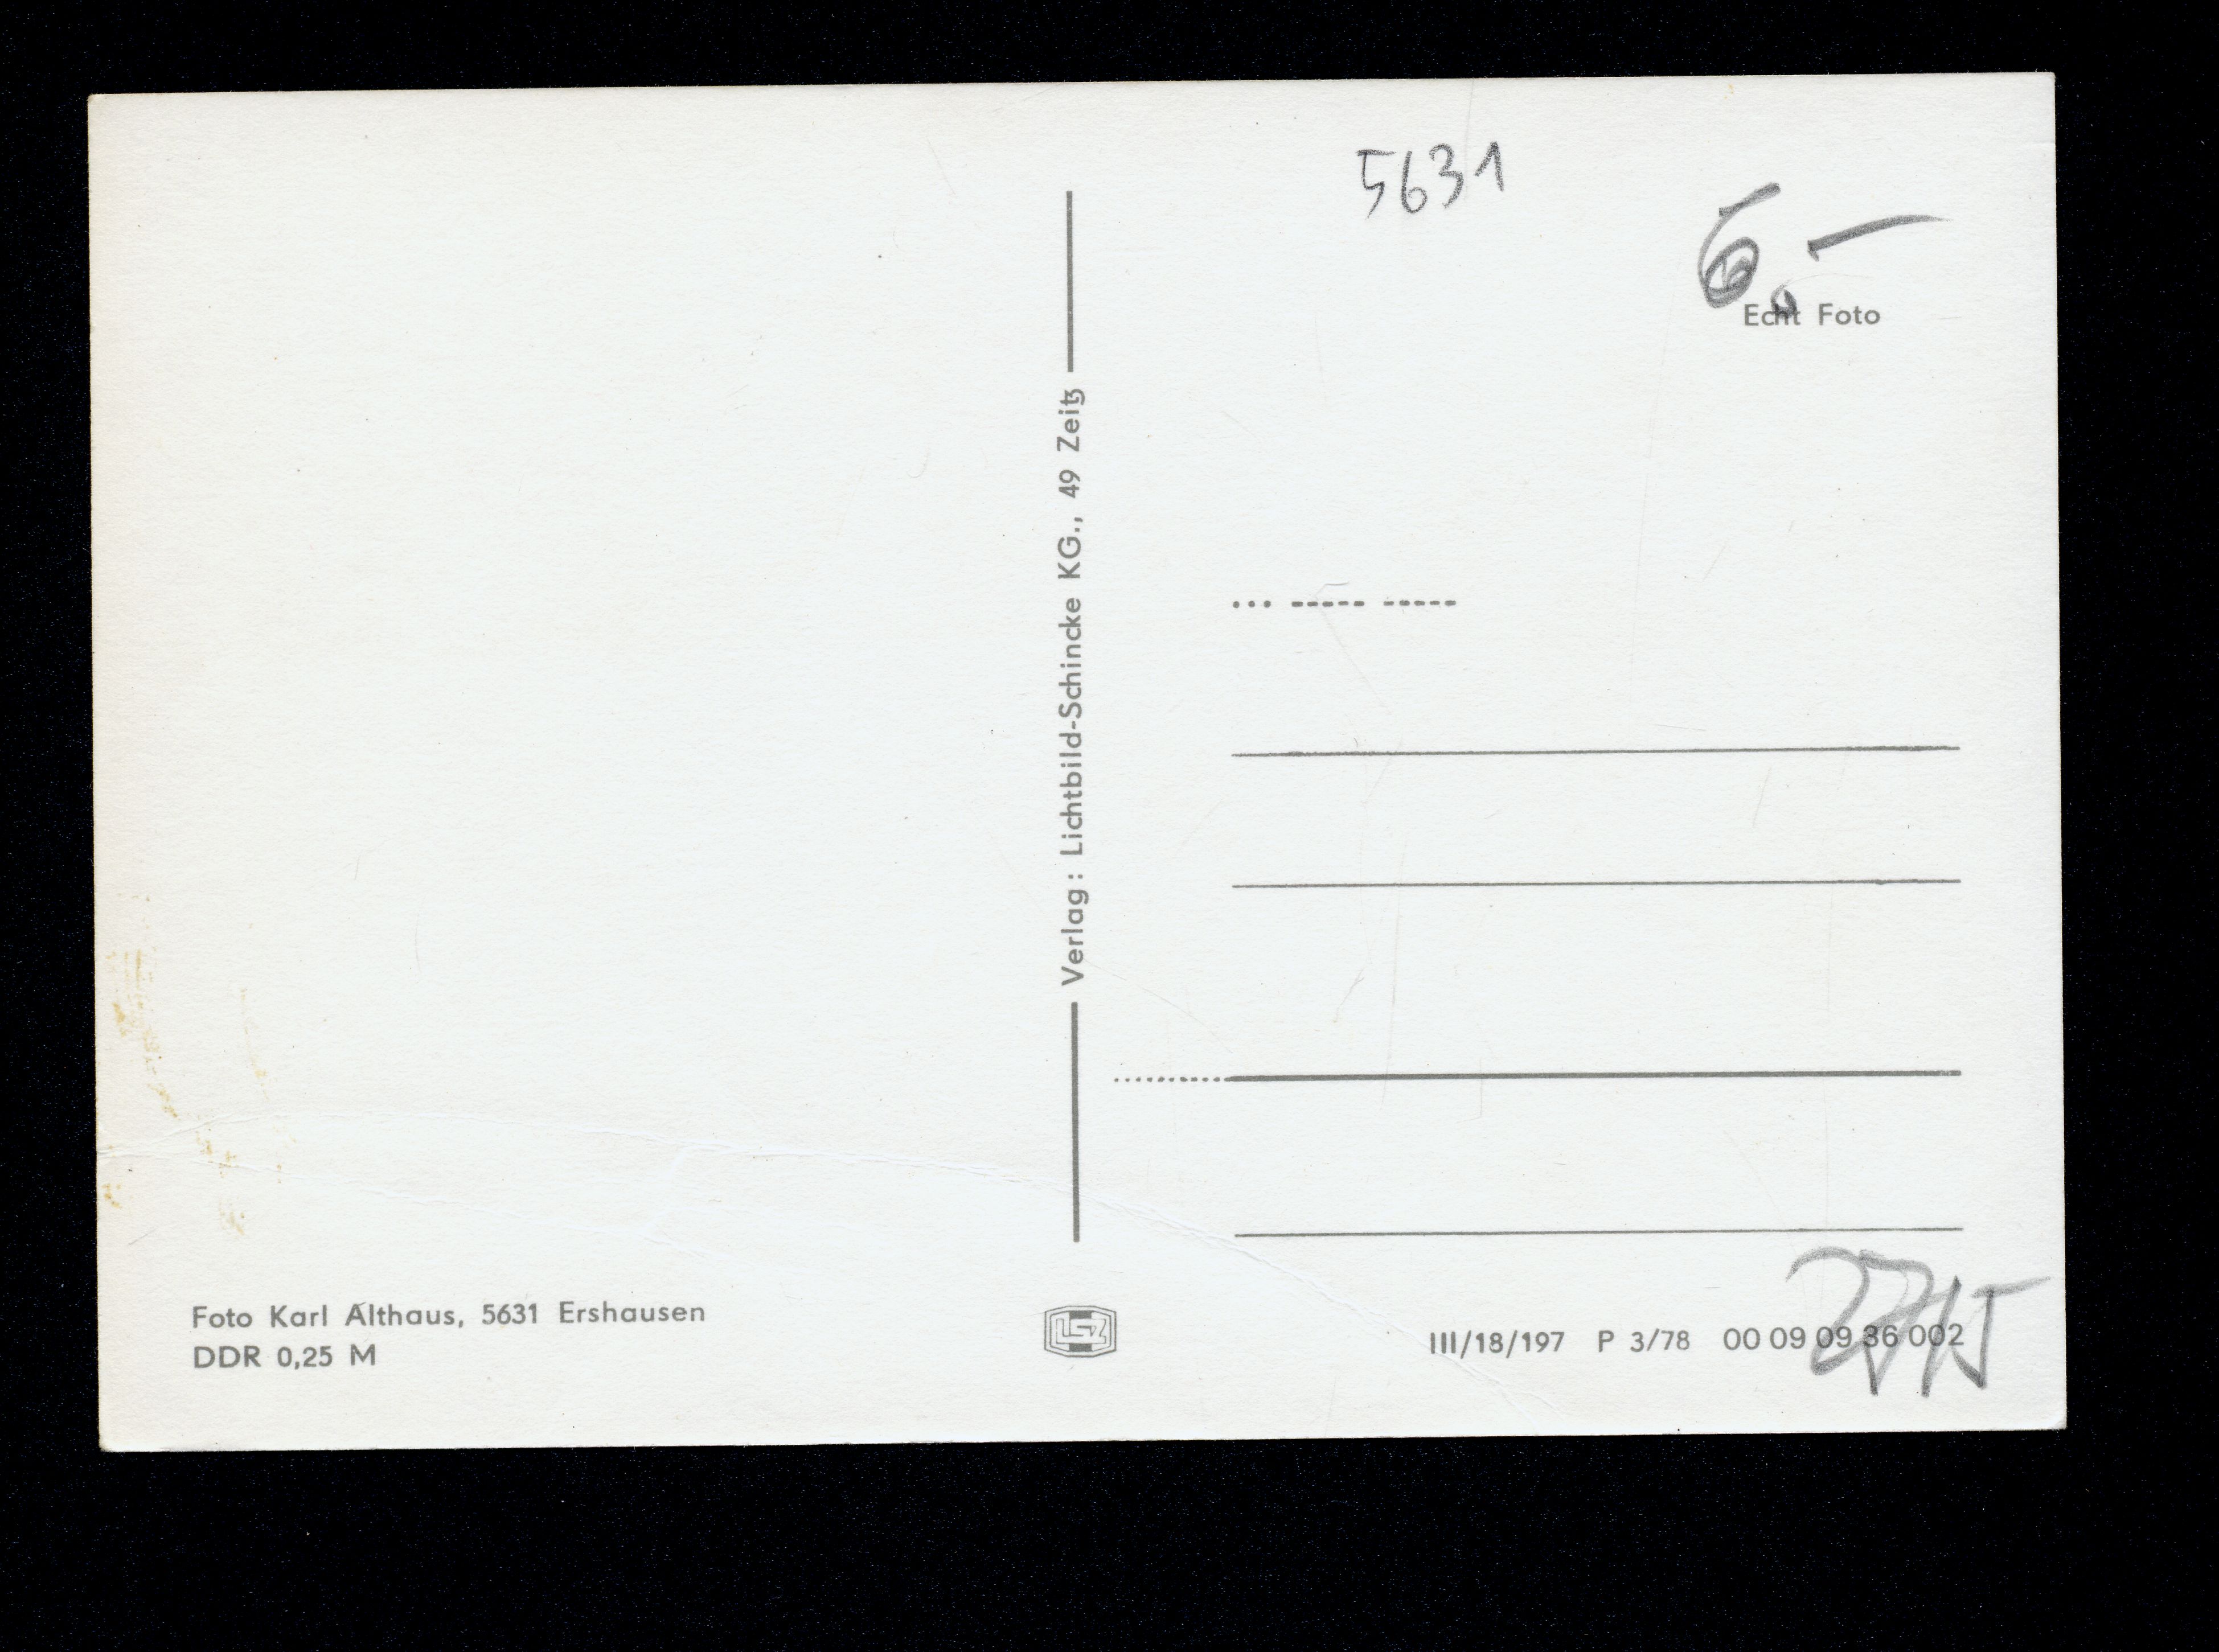 5631
6.-
Echt Foto
Verlag: Lichtbild-Schincke KG., 49 Zeitz
Foto Karl Althaus, 5631 Ershausen
DDR 0,25 M
III/18/197 P 3/78 00 09 09 36 002